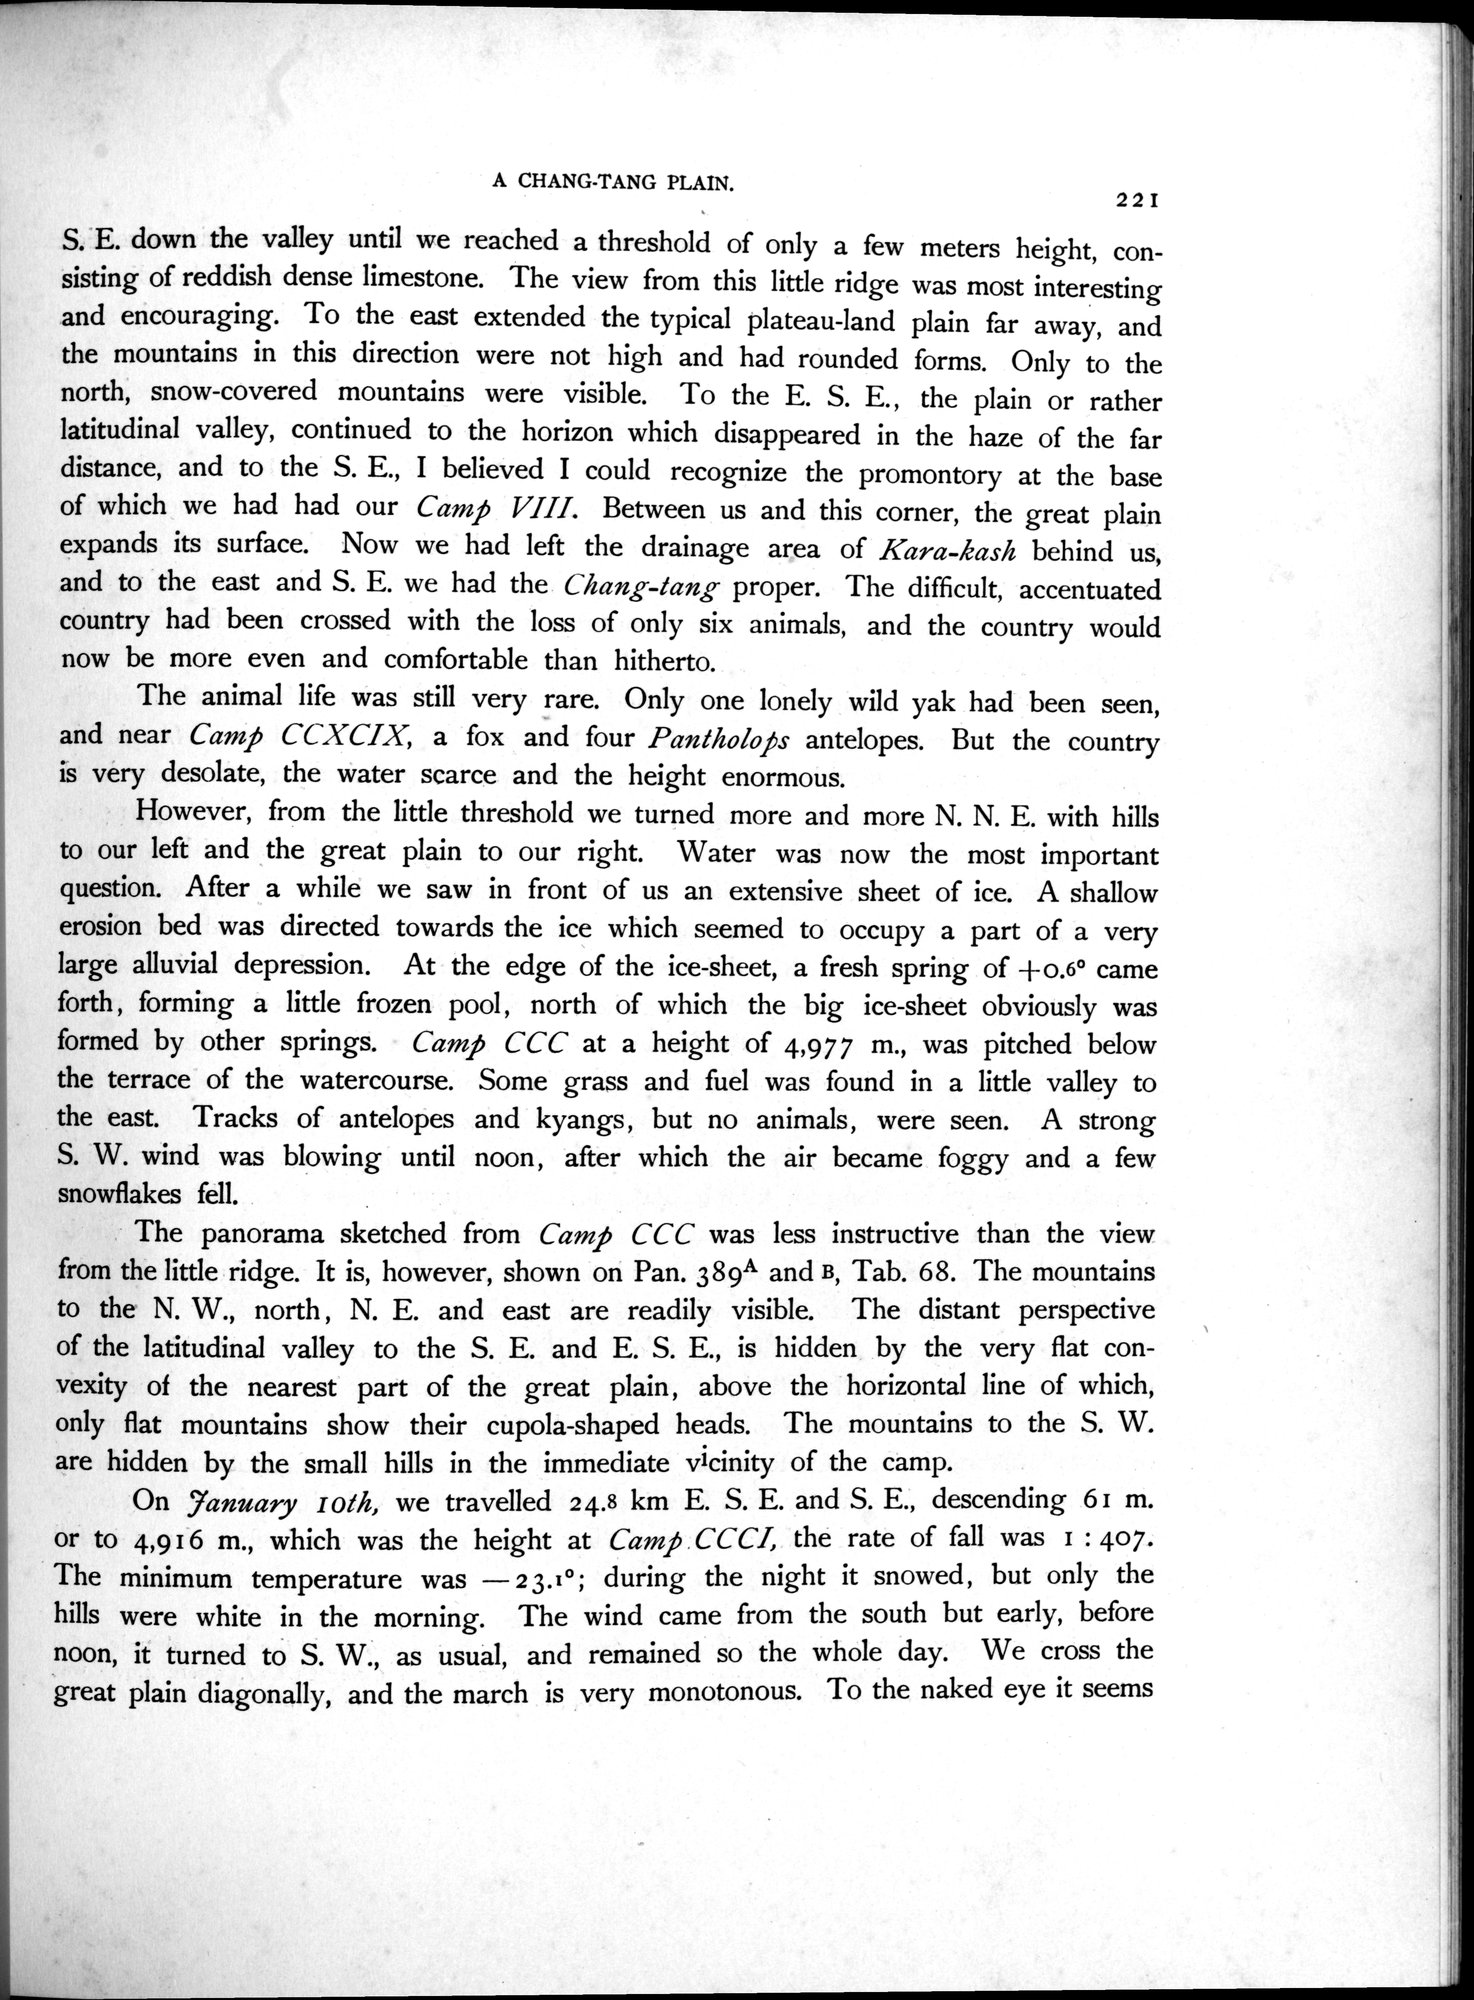 A CHANG-TANG PLAIN.
221
S. E. down the valley until we reached a threshold of only a few meters height, con-
sisting of reddish dense limestone. The view from this little ridge was most interesting
and encouraging. To the east extended the typical plateau-land plain far away, and
the mountains in this direction were not high and had rounded forms. Only to the
north, snow-covered mountains were visible. To the E. S. E., the plain or rather
latitudinal valley, continued to the horizon which disappeared in the haze of the far
distance, and to the S. E., I believed I could recognize the promontory at the base
of which we had had our Camp VIII. Between us and this corner, the great plain
expands its surface. Now we had left the drainage area of Kara-kash behind us,
and to the east and S. E. we had the Chang-tang proper. The difficult, accentuated
country had been crossed with the loss of only six animals, and the country would
now be more even and comfortable than hitherto.
The animal life was still very rare. Only one lonely wild yak had been seen,
and near Camp CCXCIX, a fox and four Pantholops antelopes. But the country
is very desolate, the water scarce and the height enormous.
However, from the little threshold we turned more and more N. N. E. with hills
to our left and the great plain to our right. Water was now the most important
question. After a while we saw in front of us an extensive sheet of ice. A shallow
erosion bed was directed towards the ice which seemed to occupy a part of a very
large alluvial depression. At the edge of the ice-sheet, a fresh spring of +0.6° came
forth, forming a little frozen pool, north of which the big ice-sheet obviously was
formed by other springs. Camp CCC at a height of 4,977 m., was pitched below
the terrace of the watercourse. Some grass and fuel was found in a little valley to
the east. Tracks of antelopes and kyangs, but no animals, were seen. A strong
S. W. wind was blowing until noon, after which the air became foggy and a few
snowflakes fell.
The panorama sketched from Camp CCC was less instructive than the view
from the little ridge. It is, however, shown on Pan. 389A and B, Tab. 68. The mountains
to the N. W., north, N. E. and east are readily visible. The distant perspective
of the latitudinal valley to the S. E. and E. S. E., is hidden by the very flat con-
vexity of the nearest part of the great plain, above the horizontal line of which,
only flat mountains show their cupola-shaped heads. The mountains to the S. W.
are hidden by the small hills in the immediate vicinity of the camp.
On January 10th, we travelled 24.8 km E. S. E. and S. E., descending 61 m.
or to 4,916 m., which was the height at Camp CCCI, the rate of fall was 1 : 407.
The minimum temperature was —23.1°; during the night it snowed, but only the
hills were white in the morning. The wind came from the south but early, before
noon, it turned to S. W., as usual, and remained so the whole day. We cross the
great plain diagonally, and the march is very monotonous. To the naked eye it seems